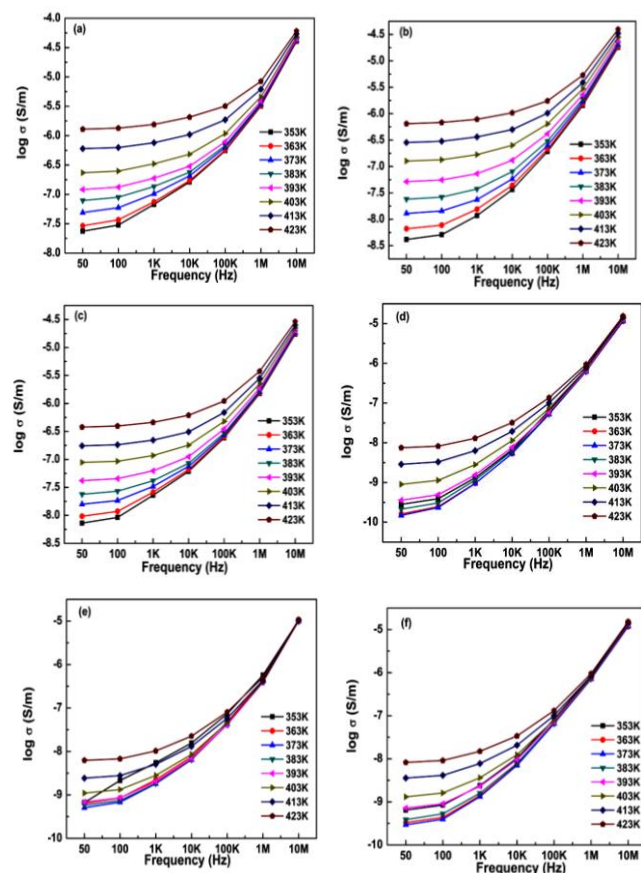 (a)
-4.0
-4.5
-5.0
-5.5
-6.0
-6.5
-7.0
-7.5
-8.0
log σ (S/m)
353K
363K
373K
383K
393K
403K
413K
423K
50 100 1K 10K 100K 1M 10M
Frequency (Hz)
(b)
-4.5
-5.0
-5.5
-6.0
-6.5
-7.0
-7.5
-8.0
-8.5
log σ (S/m)
353K
363K
373K
383K
393K
403K
413K
423K
50 100 1K 10K 100K 1M 10M
Frequency (Hz)
(c)
-4.5
-5.0
-5.5
-6.0
-6.5
-7.0
-7.5
-8.0
-8.5
log σ (S/m)
353K
363K
373K
383K
393K
403K
413K
423K
50 100 1K 10K 100K 1M 10M
Frequency (Hz)
(d)
-5
-6
-7
-8
-9
-10
log σ (S/m)
353K
363K
373K
383K
393K
403K
413K
423K
50 100 1K 10K 100K 1M 10M
Frequency (Hz)
(e)
-5
-6
-7
-8
-9
-10
log σ (S/m)
353K
363K
373K
383K
393K
403K
413K
423K
50 100 1K 10K 100K 1M 10M
Frequency (Hz)
(f)
-5
-6
-7
-8
-9
-10
log σ (S/m)
353K
363K
373K
383K
393K
403K
413K
423K
50 100 1K 10K 100K 1M 10M
Frequency (Hz)